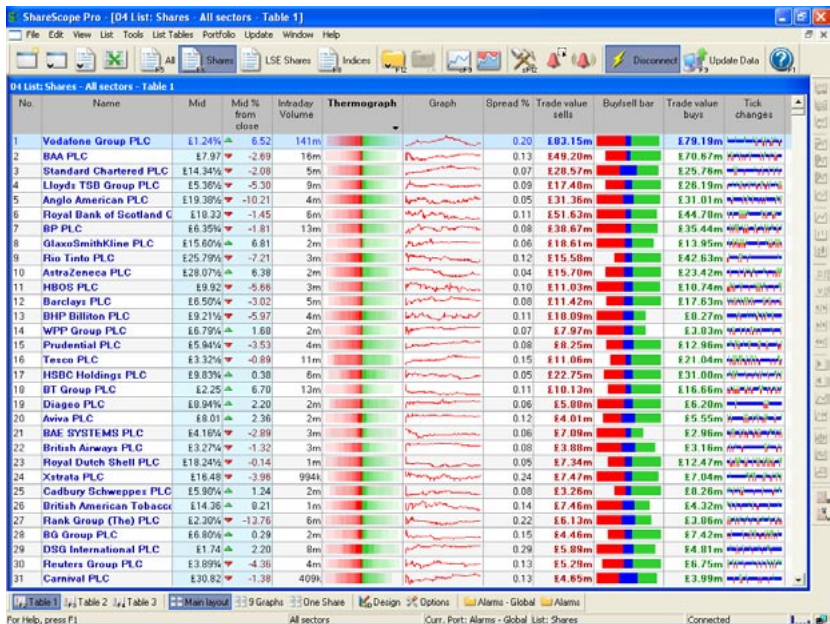 ShareScope Pro - [04 List: Shares - All sectors - Table 1]
File Edit View List Tools List Tables Portfolio Update Window Help
All Shares LSE Shares Indices Disconnect Update Data
04 List: Shares - All sectors - Table 1
No. Name Mid Mid % from close Intraday Volume Thermograph Graph Spread % Trade value sells Buy/sell bar Trade value buys Tick changes
1 Vodafone Group PLC £1.24¾ 6.52 141m 0.20 £83.15m £79.19m
2 BAA PLC £7.97 -2.69 16m 0.13 £49.20m £70.67m
3 Standard Chartered PLC £14.34½ -2.08 5m 0.07 £28.57m £25.76m
4 Lloyds TSB Group PLC £5.36½ -5.30 9m 0.09 £17.48m £26.19m
5 Anglo American PLC £19.38½ -10.21 4m 0.05 £31.36m £31.01m
6 Royal Bank of Scotland G £18.33 -1.45 6m 0.11 £51.63m £44.78m
7 BP PLC £6.35¾ -1.81 13m 0.08 £38.67m £35.44m
8 GlaxoSmithKline PLC £15.60½ 6.81 2m 0.06 £18.61m £13.95m
9 Rio Tinto PLC £25.79½ -7.21 3m 0.12 £15.58m £42.63m
10 AstraZeneca PLC £28.07½ 6.38 2m 0.04 £15.70m £23.42m
11 HBOS PLC £9.92 -5.66 3m 0.10 £11.03m £10.74m
12 Barclays PLC £6.50¼ -3.02 5m 0.08 £11.42m £17.63m
13 BHP Billiton PLC £9.21½ -5.97 4m 0.11 £18.09m £8.27m
14 WPP Group PLC £6.79¼ 1.68 2m 0.07 £7.97m £3.83m
15 Prudential PLC £5.94¼ -3.53 4m 0.08 £8.25m £12.96m
16 Tesco PLC £3.32¾ -0.89 11m 0.15 £11.06m £21.04m
17 HSBC Holdings PLC £9.83¾ 0.38 6m 0.05 £22.75m £31.00m
18 BT Group PLC £2.25 6.70 13m 0.11 £10.13m £16.66m
19 Diageo PLC £8.94¾ 2.20 2m 0.06 £5.88m £6.20m
20 Aviva PLC £8.01 2.36 2m 0.12 £4.01m £5.55m
21 BAE SYSTEMS PLC £4.16¼ -2.89 3m 0.06 £7.09m £2.96m
22 British Airways PLC £3.27¼ -1.32 3m 0.08 £3.88m £3.16m
23 Royal Dutch Shell PLC £18.24½ -0.14 1m 0.05 £7.34m £12.47m
24 Xstrata PLC £16.48 -3.96 994k 0.24 £7.47m £7.04m
25 Cadbury Schweppes PLC £5.90¼ 1.24 2m 0.08 £3.26m £8.26m
26 British American Tobacco £14.36 8.21 1m 0.14 £7.46m £4.32m
27 Rank Group (The) PLC £2.30¼ -13.76 6m 0.22 £6.13m £3.86m
28 BG Group PLC £6.80½ 0.29 2m 0.15 £4.46m £7.42m
29 DSG International PLC £1.74 2.20 8m 0.29 £5.89m £4.81m
30 Reuters Group PLC £3.89¼ -4.36 4m 0.13 £5.29m £6.75m
31 Carnival PLC £30.82 -1.38 409k 0.13 £4.65m £3.99m
Table 1 Table 2 Table 3 Main layout 9 Graphs One Share Design Options Alarms - Global Alarms
For Help, press F1 All sectors Curr. Port: Alarms - Global List: Shares Connected